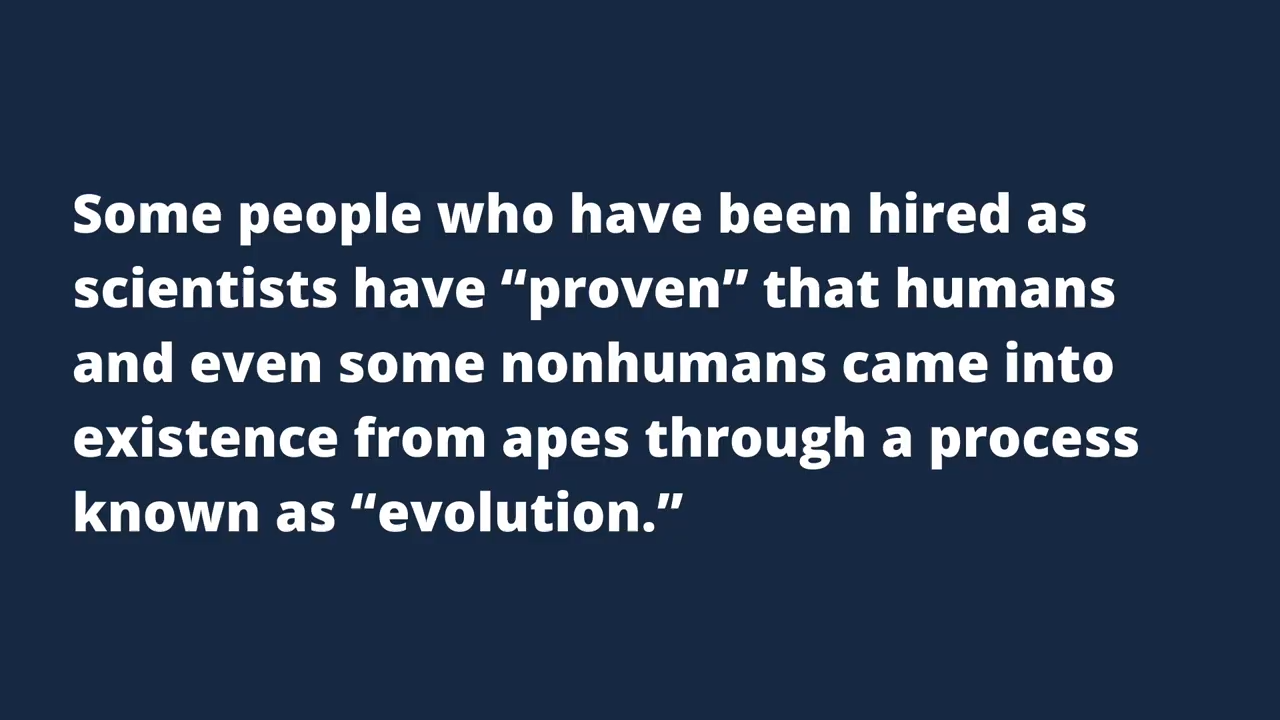 Some people who have been hired as
scientists have “proven” that humans
and even some nonhumans came into
existence from apes through a process
known as “evolution.”